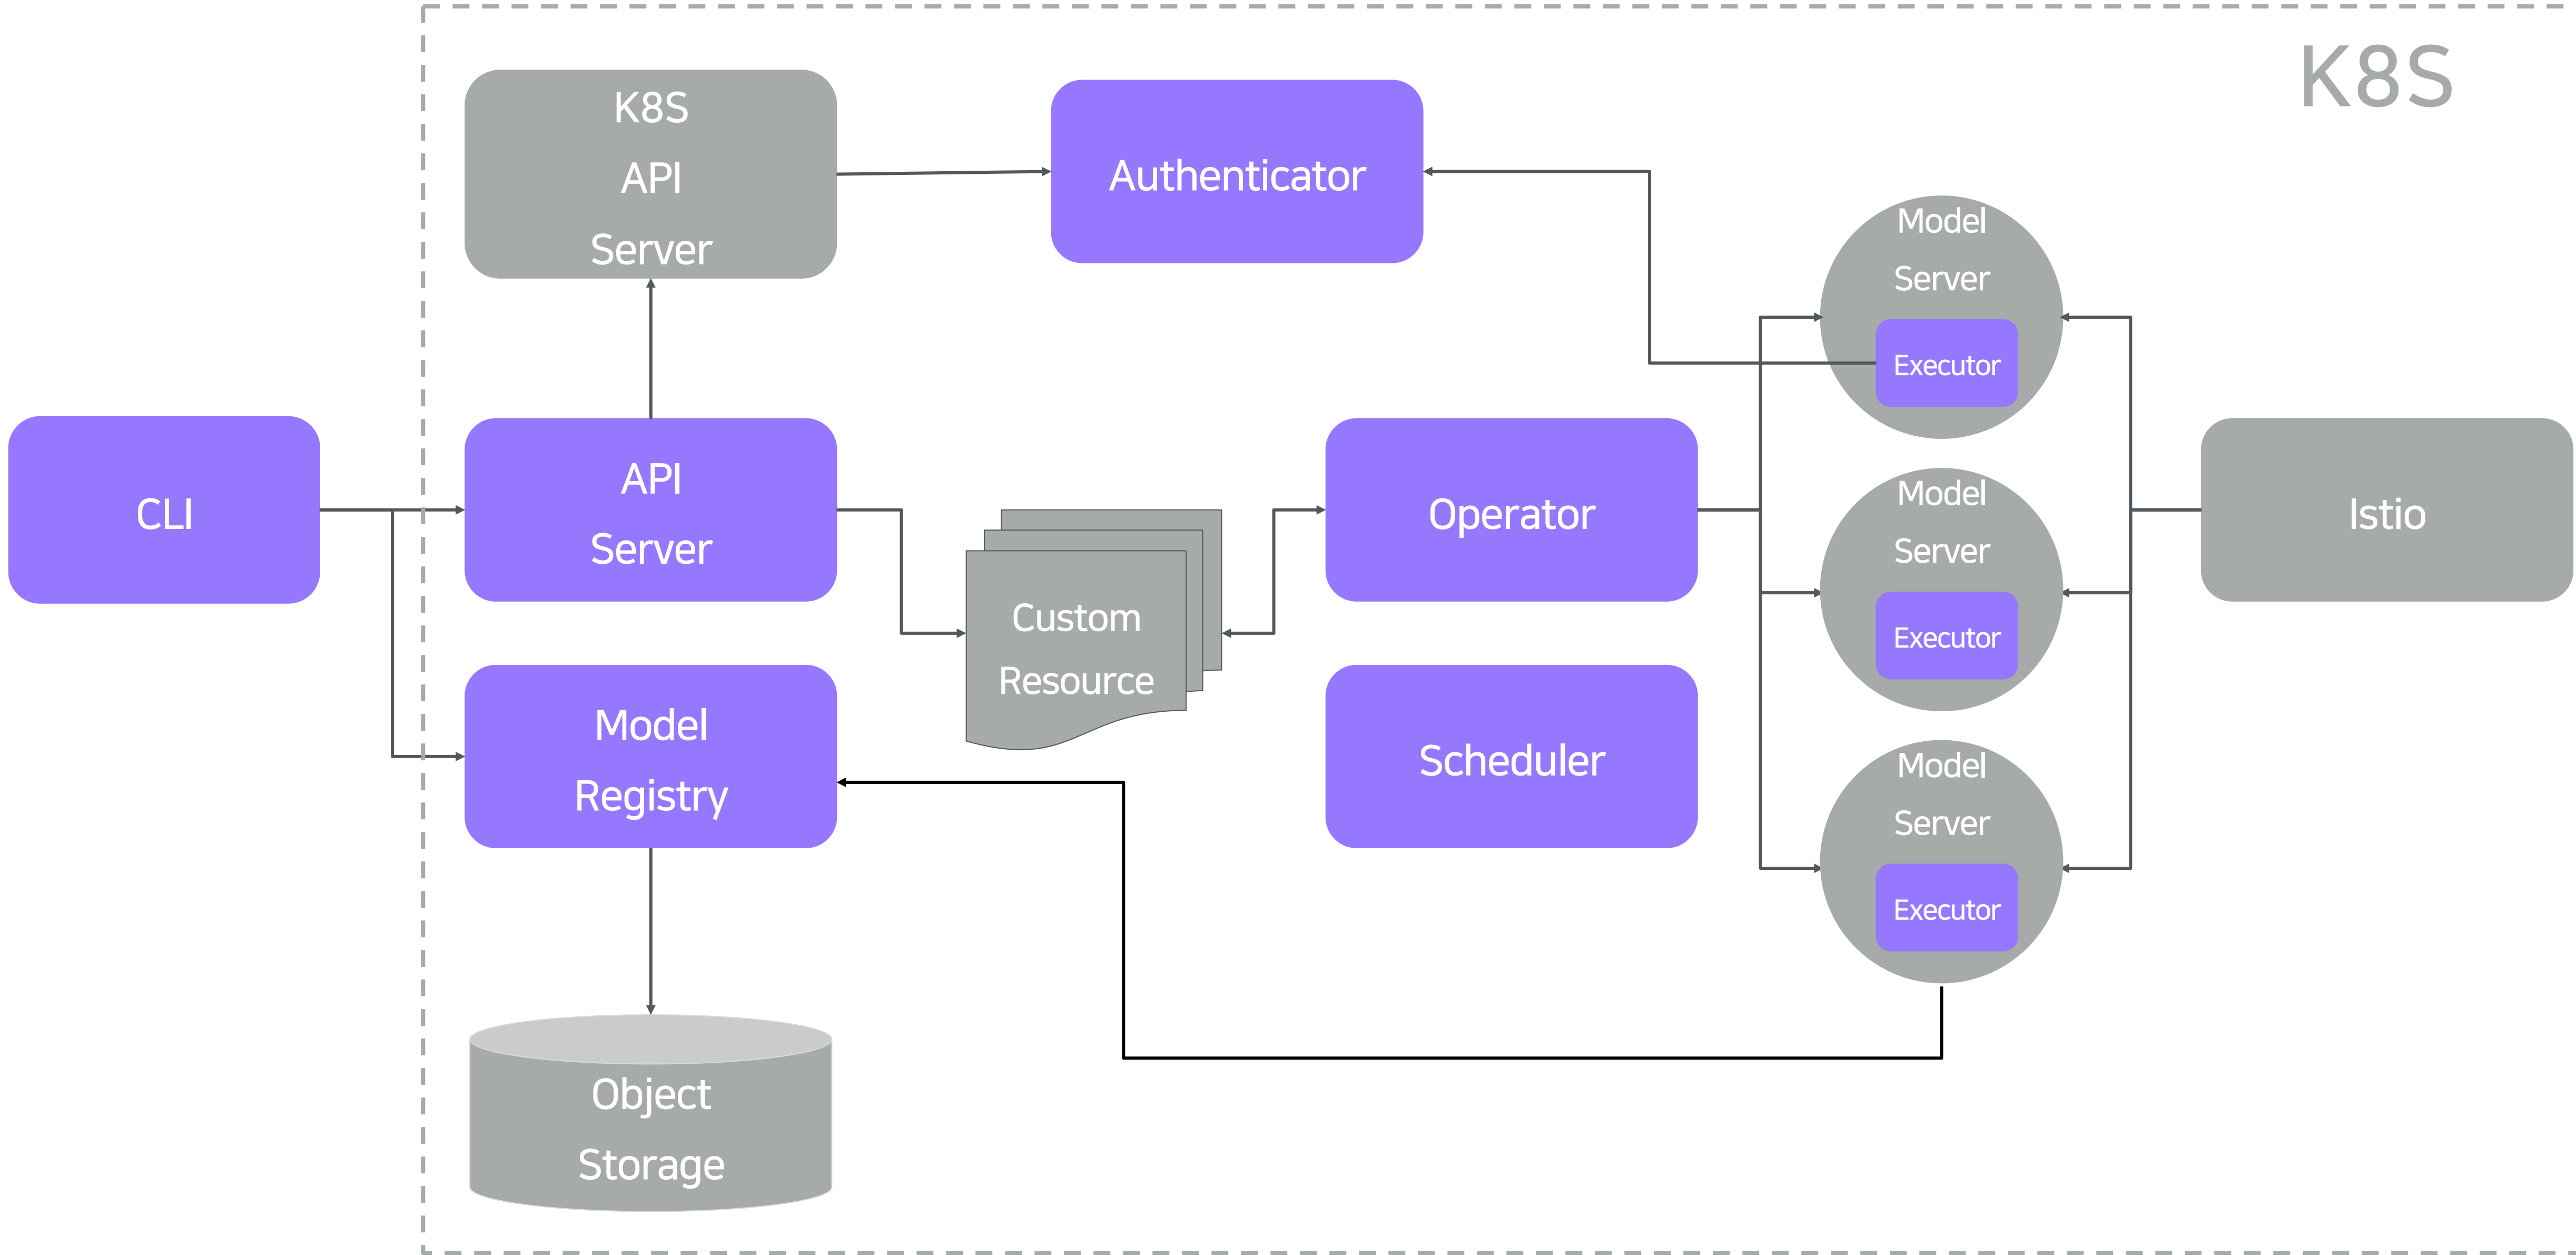 K8S
K8S
API
Server
Authenticator
Model
Server
Executor
CLI
API
Server
Custom
Resource
Operator
Model
Server
Executor
Istio
Model
Registry
Scheduler
Model
Server
Executor
Object
Storage